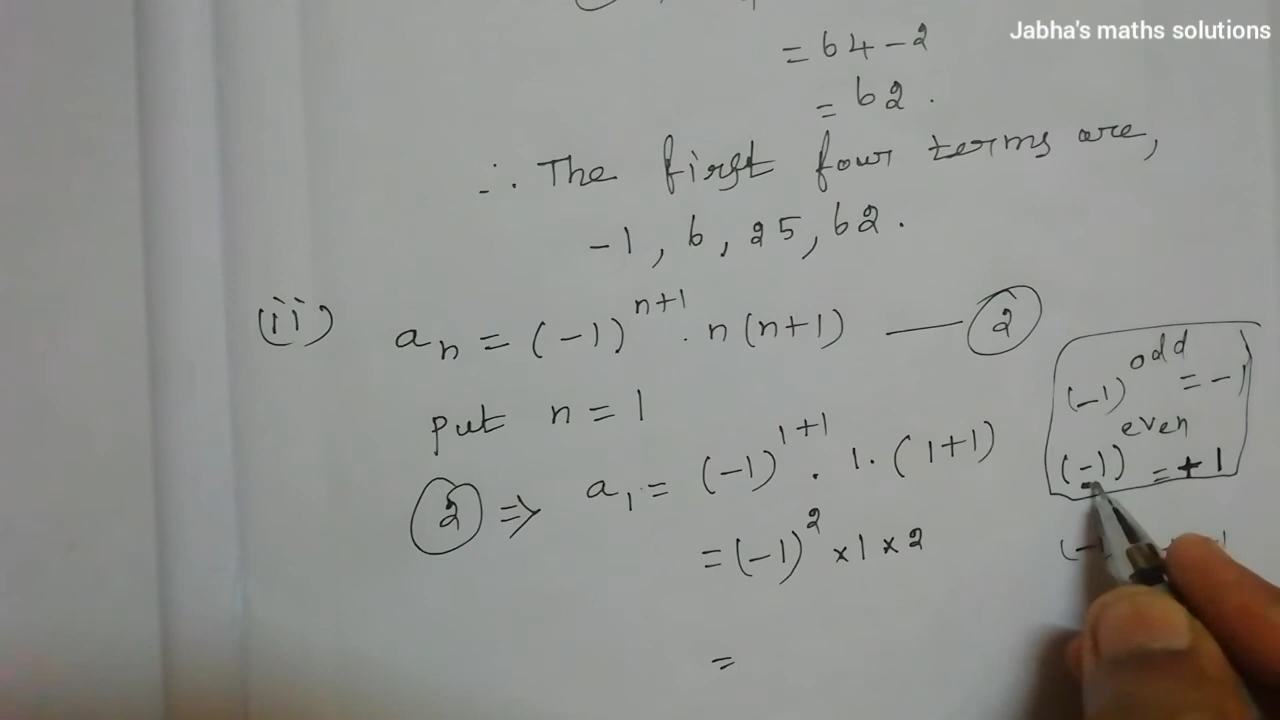 Jabha's maths solutions
= 64 - 2
= 62.
∴ The first four terms are,
-1, 6, 25, 62.
(ii) aₙ = (-1)ⁿ⁺¹ . n(n+1) —— ②
(-1)^odd = -1
put n = 1
(-1)^even = +1
② ⇒ a₁ = (-1)¹⁺¹ . 1 . (1+1)
= (-1)² × 1 × 2
=